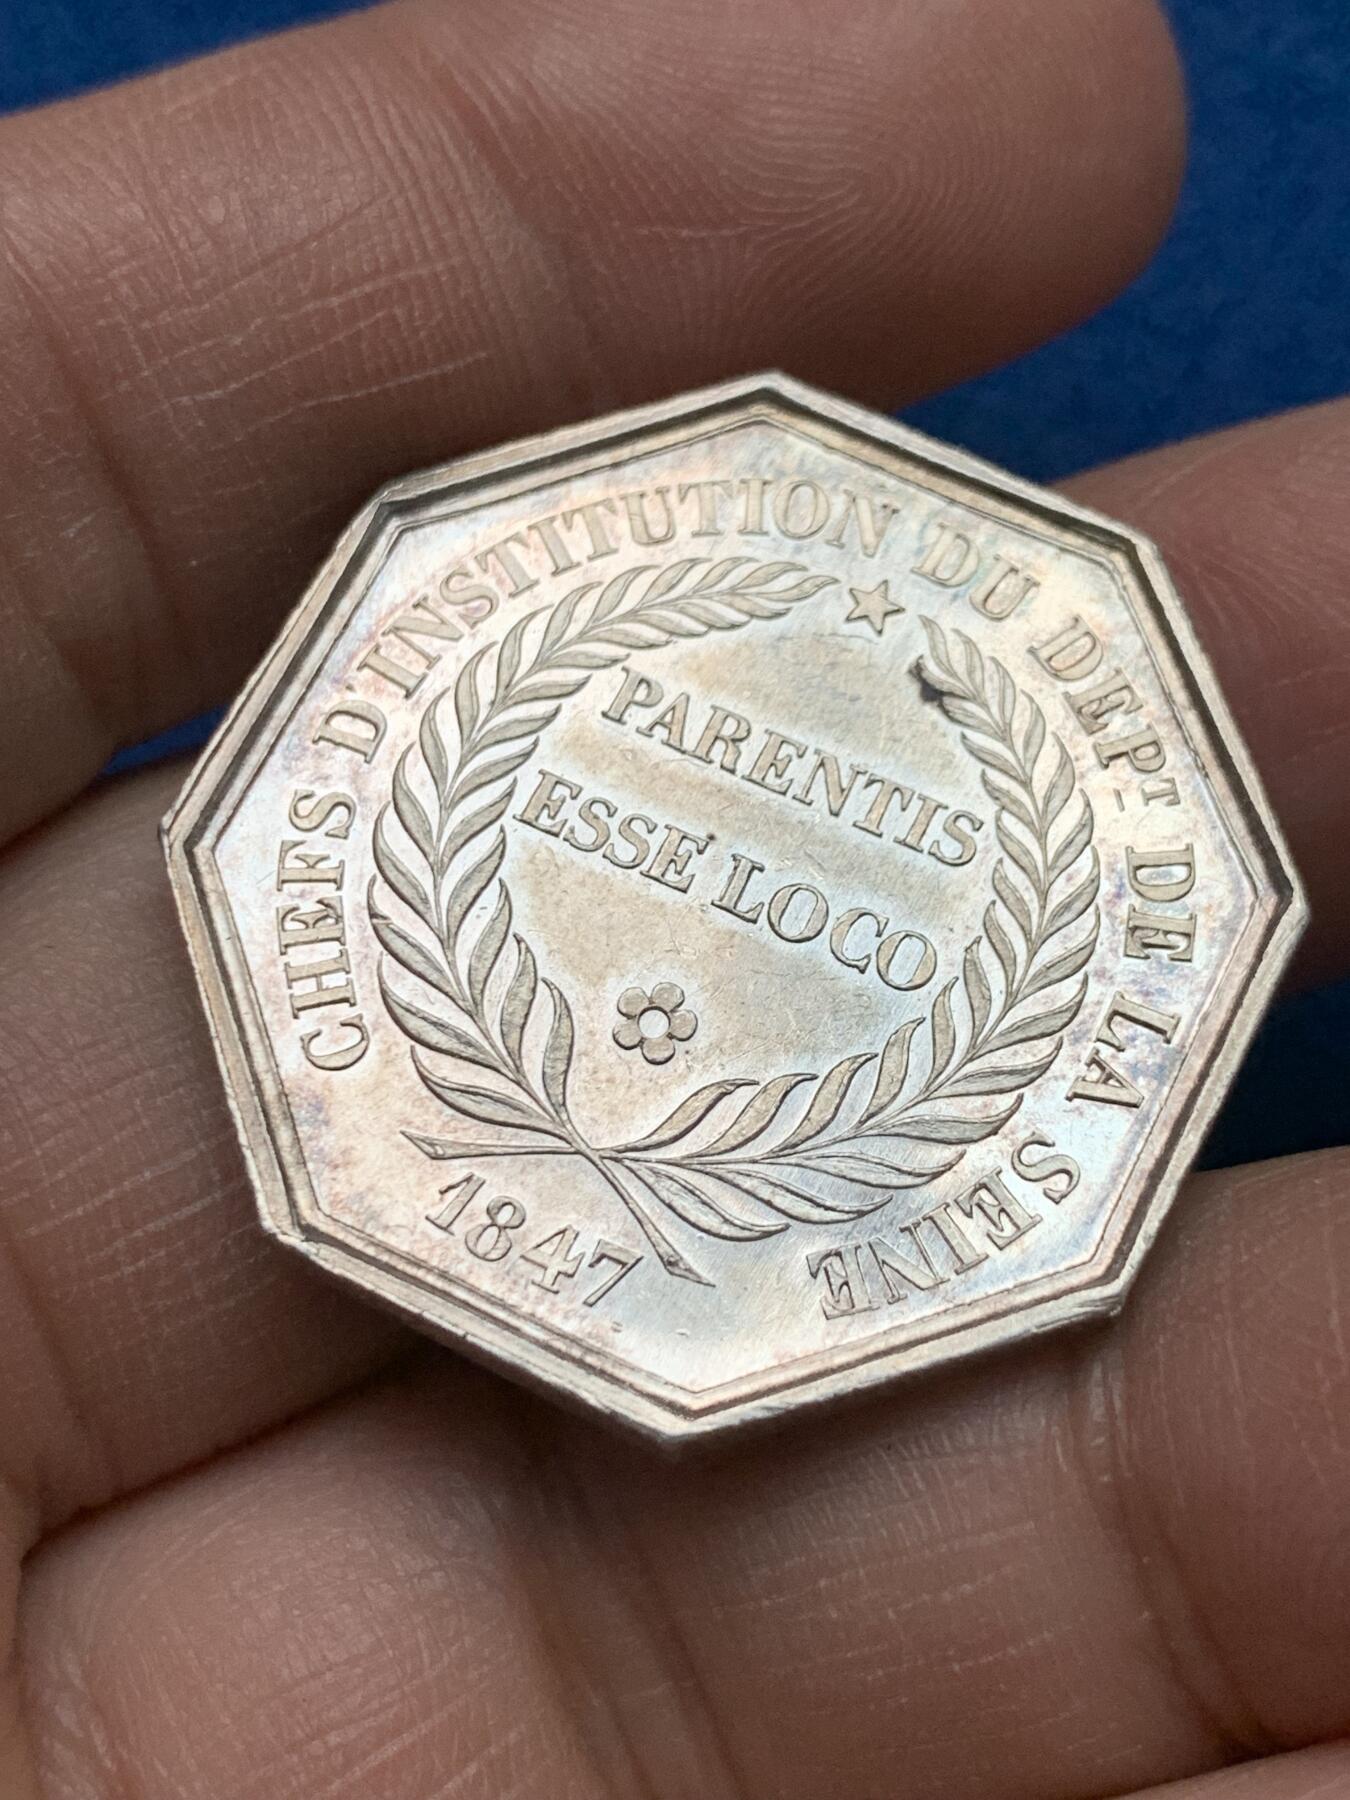 CHEFS D'INSTITUTION DU DEPT DE LA SEINE
PARENTIS
ESSE LOCO
1847